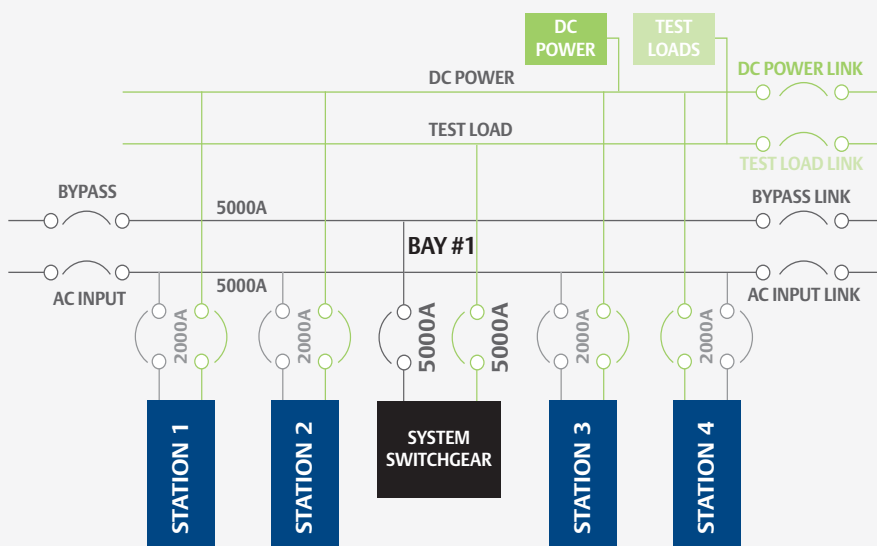 DC
POWER
TEST
LOADS
DC POWER
DC POWER LINK
TEST LOAD
TEST LOAD LINK
BYPASS
5000A
BYPASS LINK
BAY #1
AC INPUT
5000A
AC INPUT LINK
2000A
2000A
5000A
5000A
2000A
2000A
STATION 1
STATION 2
SYSTEM
SWITCHGEAR
STATION 3
STATION 4